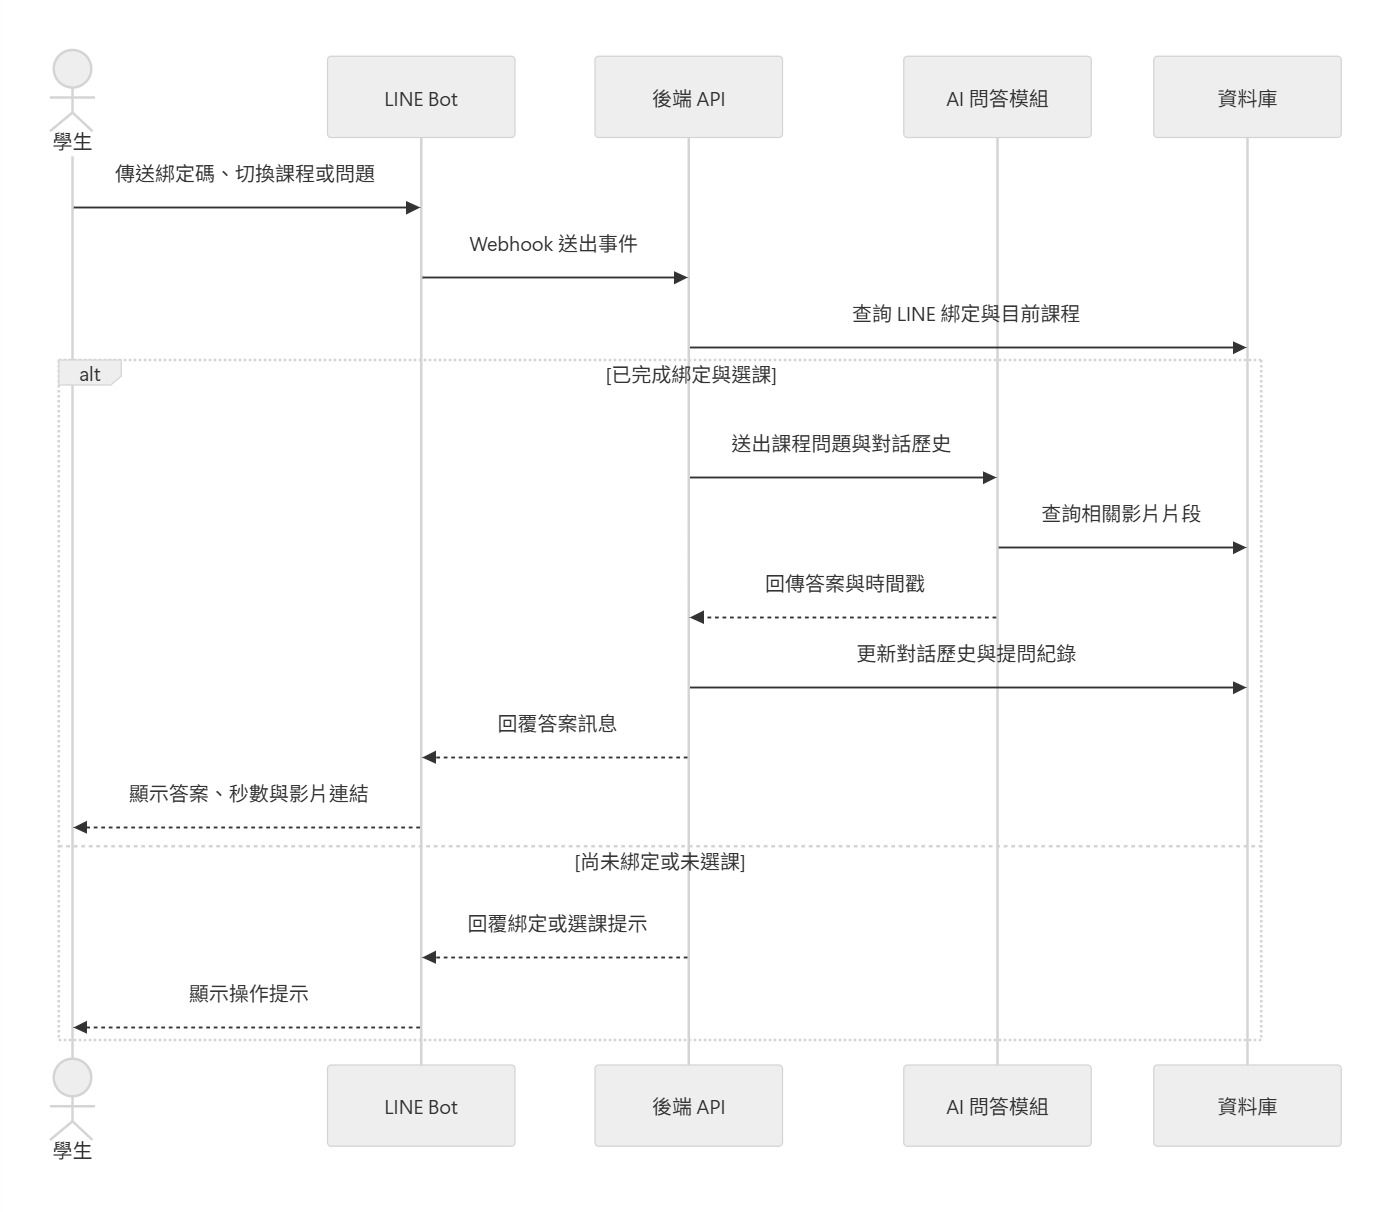 學生
LINE Bot
後端 API
AI 問答模組
資料庫
傳送綁定碼、切換課程或問題
Webhook 送出事件
查詢 LINE 綁定與目前課程
alt
[已完成綁定與選課]
送出課程問題與對話歷史
查詢相關影片片段
回傳答案與時間戳
更新對話歷史與提問紀錄
回覆答案訊息
顯示答案、秒數與影片連結
[尚未綁定或未選課]
回覆綁定或選課提示
顯示操作提示
學生
LINE Bot
後端 API
AI 問答模組
資料庫